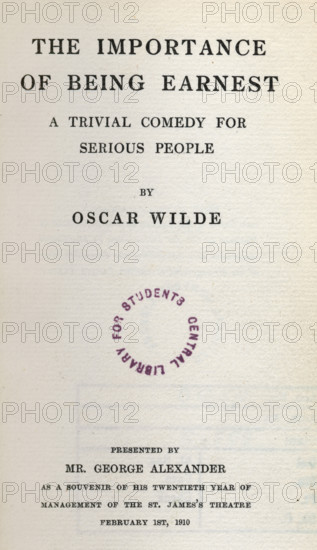 THE IMPORTANCE
OF BEING EARNEST
A TRIVIAL COMEDY FOR
SERIOUS PEOPLE
BY
OSCAR WILDE
CENTRAL LIBRARY FOR STUDENTS
PRESENTED BY
MR. GEORGE ALEXANDER
AS A SOUVENIR OF HIS TWENTIETH YEAR OF
MANAGEMENT OF THE ST. JAMES'S THEATRE
FEBRUARY 1ST, 1910
PHOTO12